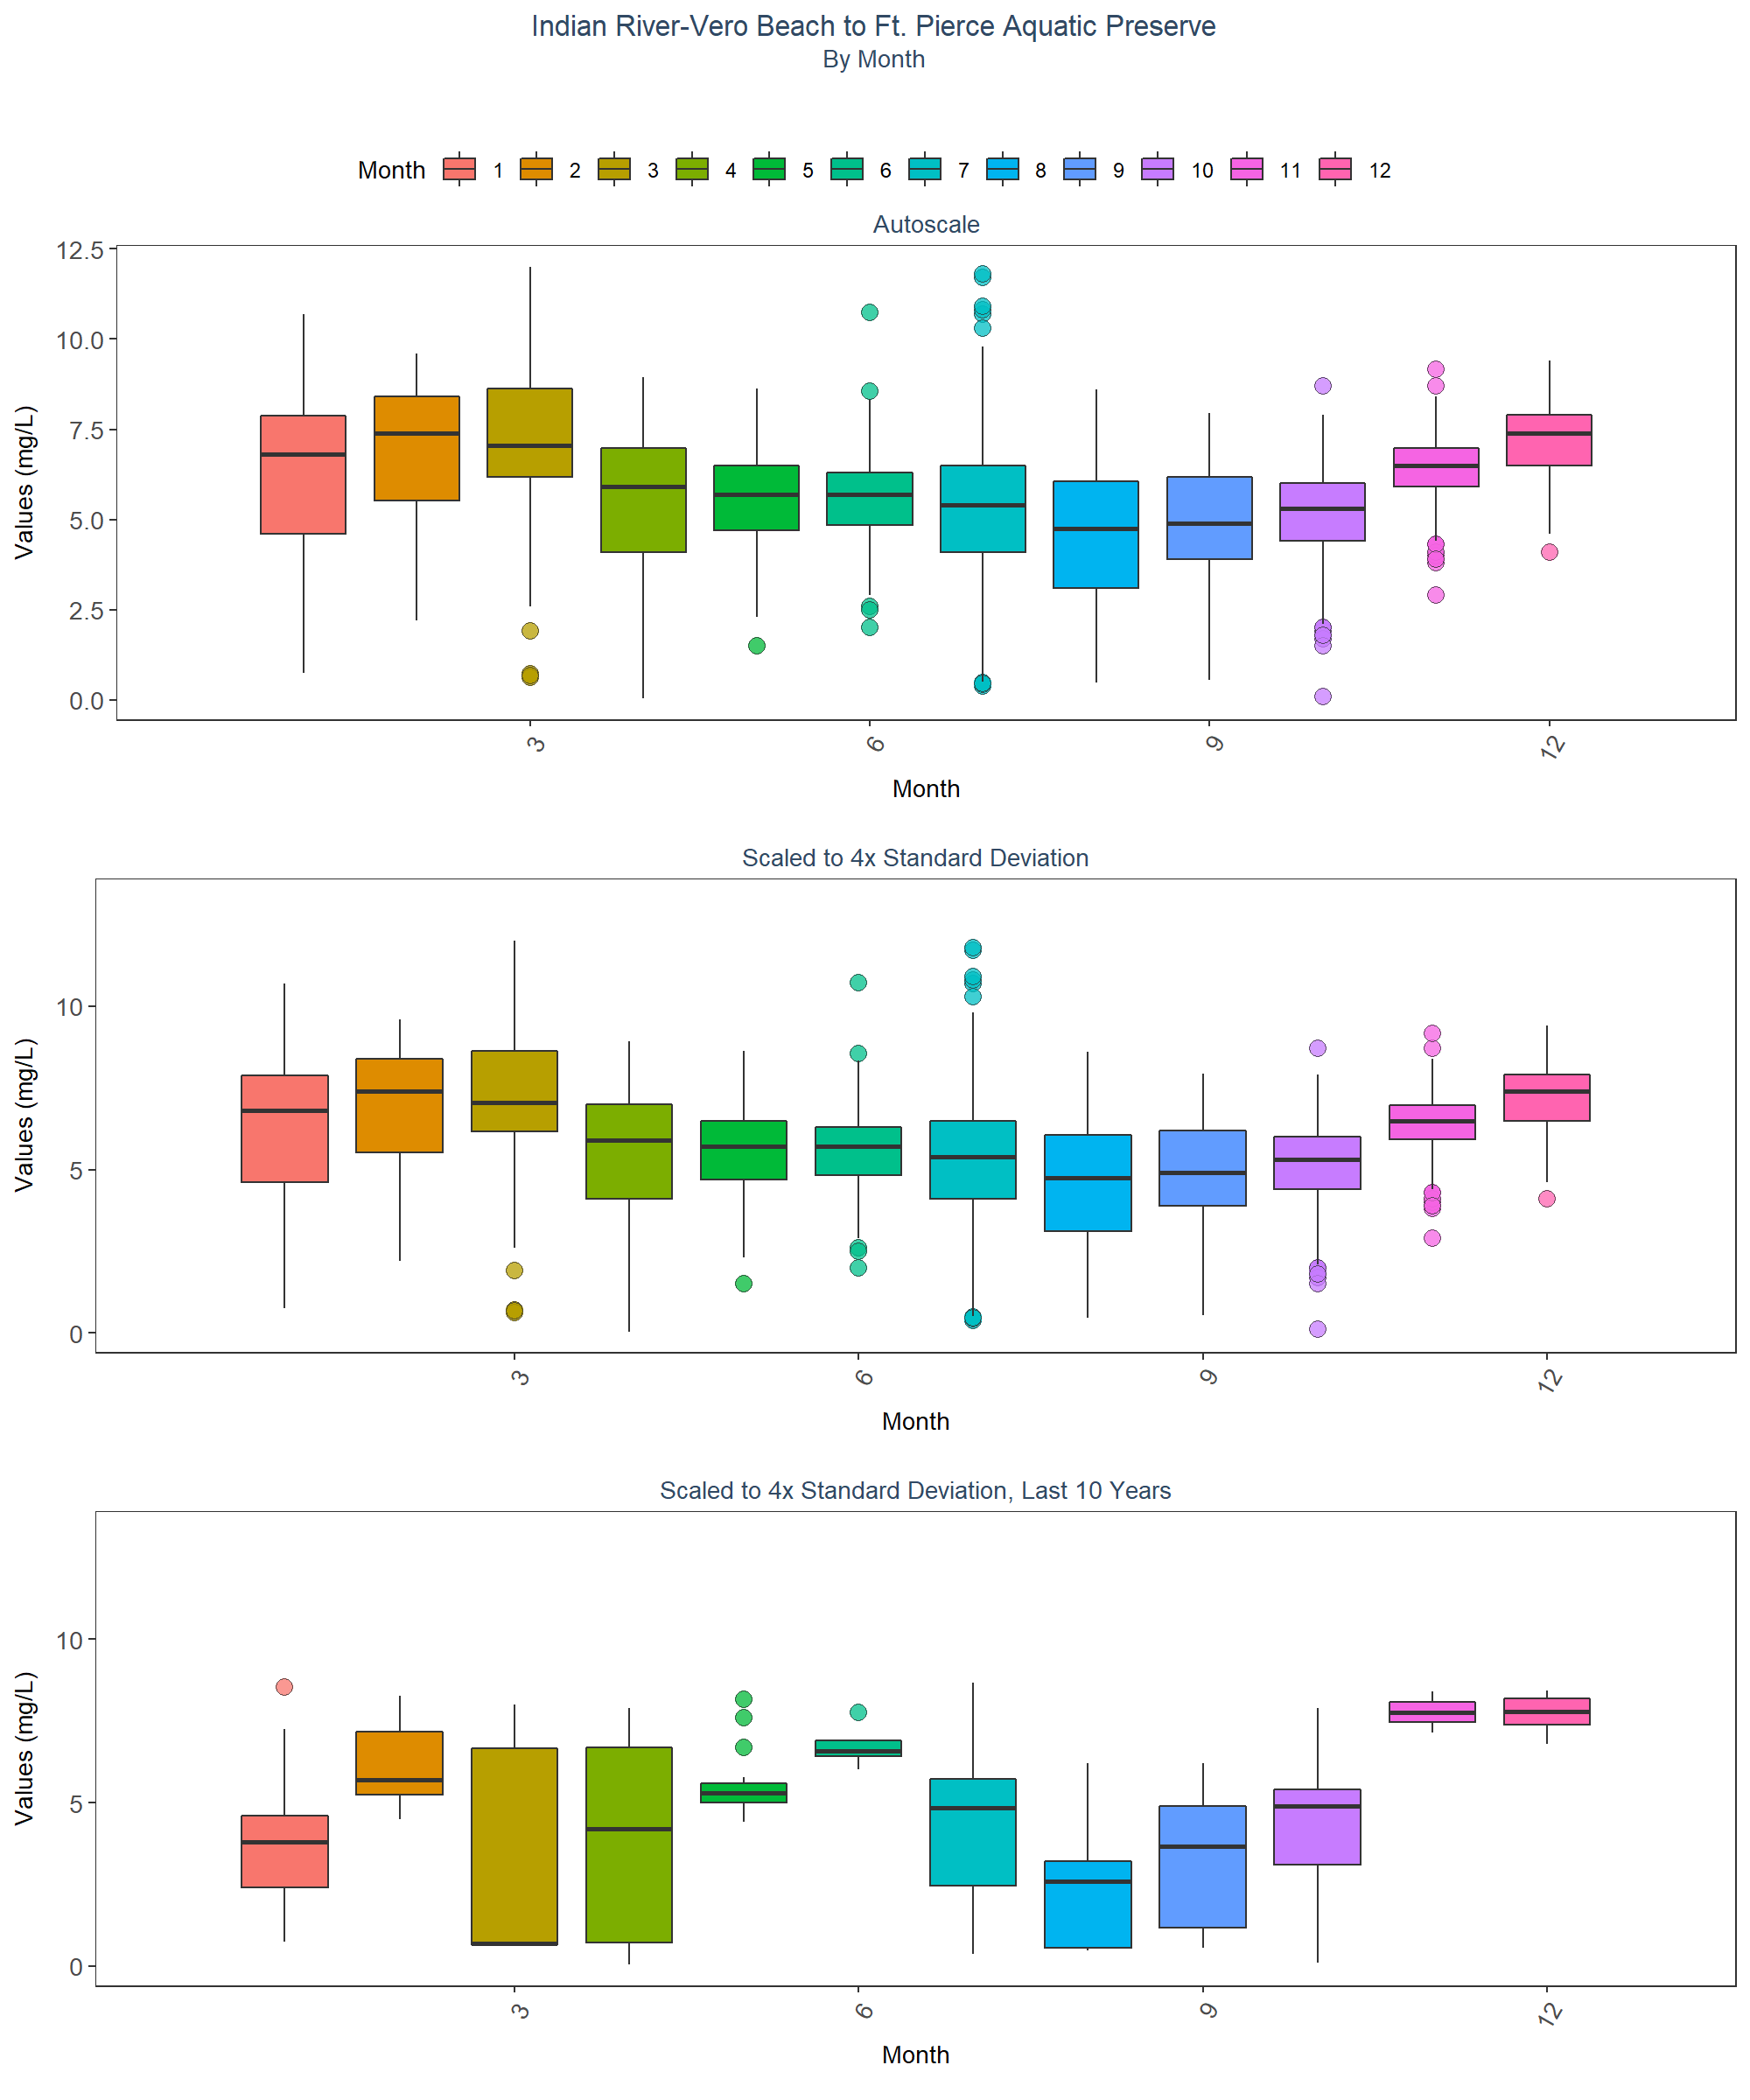 Indian River-Vero Beach to Ft. Pierce Aquatic Preserve
By Month
Month 1 2 3 4 5 6 7 8 9 10 11 12
Autoscale
Values (mg/L)
12.5
10.0
7.5
5.0
2.5
0.0
3 6 9 12
Month
Scaled to 4x Standard Deviation
Values (mg/L)
10
5
0
3 6 9 12
Month
Scaled to 4x Standard Deviation, Last 10 Years
Values (mg/L)
10
5
0
3 6 9 12
Month